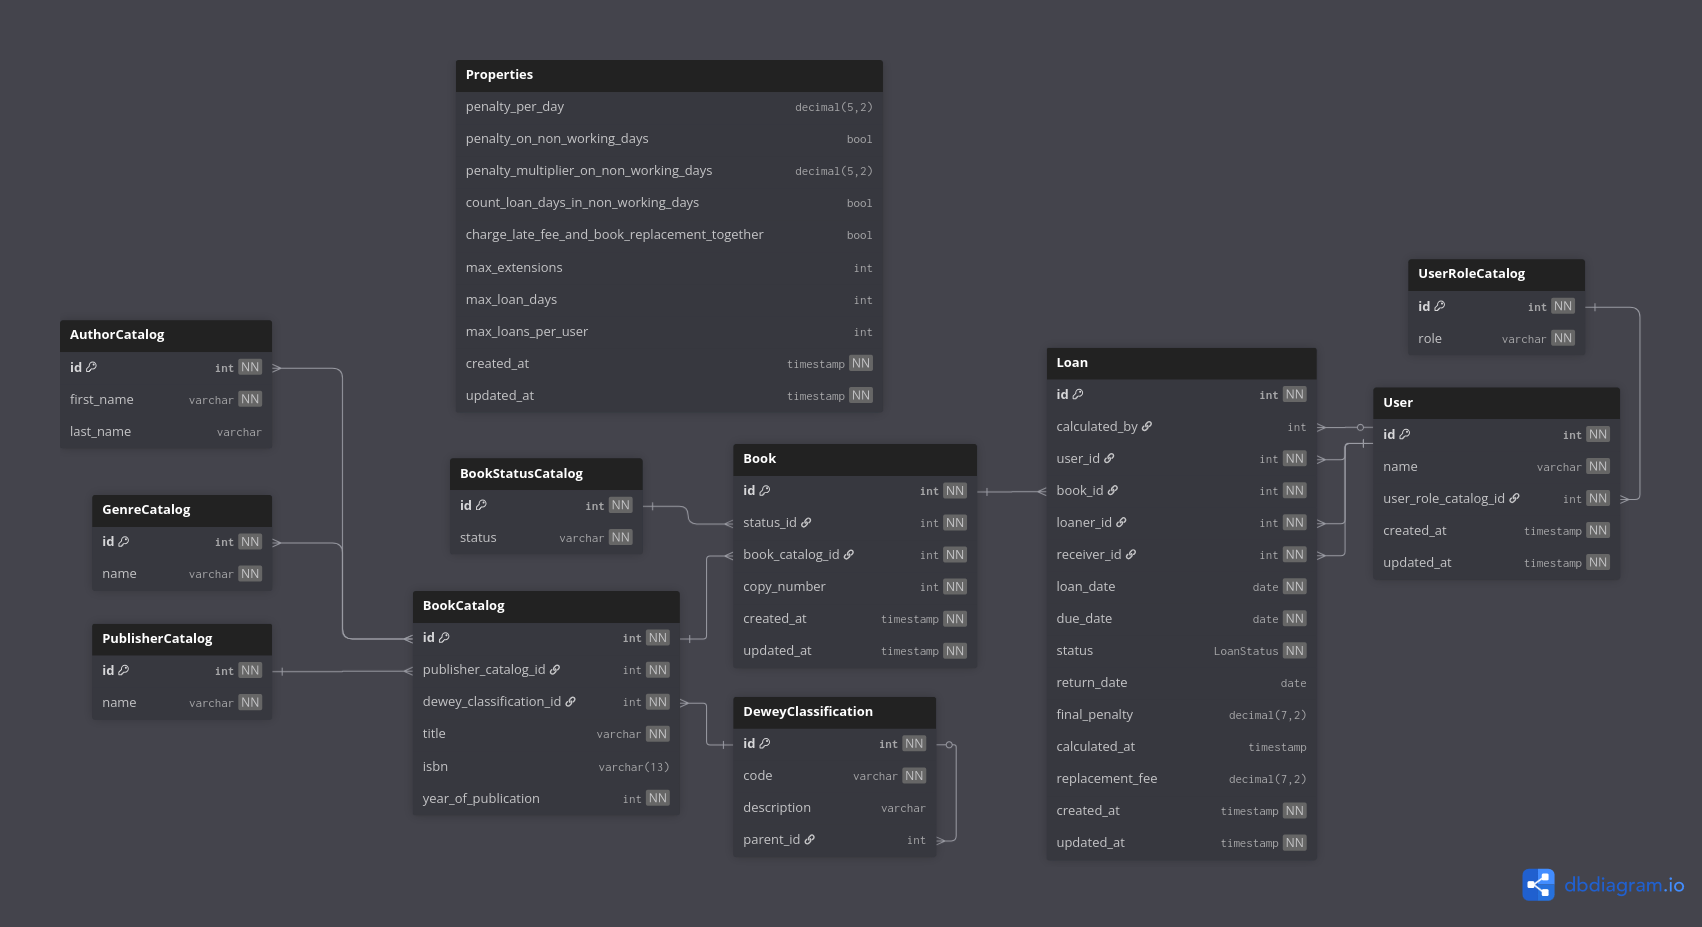 Properties
penalty_per_day decimal(5,2)
penalty_on_non_working_days bool
penalty_multiplier_on_non_working_days decimal(5,2)
count_loan_days_in_non_working_days bool
charge_late_fee_and_book_replacement_together bool
max_extensions int
max_loan_days int
max_loans_per_user int
created_at timestamp NN
updated_at timestamp NN
AuthorCatalog
id int NN
first_name varchar NN
last_name varchar
GenreCatalog
id int NN
name varchar NN
PublisherCatalog
id int NN
name varchar NN
BookStatusCatalog
id int NN
status varchar NN
BookCatalog
id int NN
publisher_catalog_id int NN
dewey_classification_id int NN
title varchar NN
isbn varchar(13)
year_of_publication int NN
Book
id int NN
status_id int NN
book_catalog_id int NN
copy_number int NN
created_at timestamp NN
updated_at timestamp NN
DeweyClassification
id int NN
code varchar NN
description varchar
parent_id int
Loan
id int NN
calculated_by int
user_id int NN
book_id int NN
loaner_id int NN
receiver_id int NN
loan_date date NN
due_date date NN
status LoanStatus NN
return_date date
final_penalty decimal(7,2)
calculated_at timestamp
replacement_fee decimal(7,2)
created_at timestamp NN
updated_at timestamp NN
UserRoleCatalog
id int NN
role varchar NN
User
id int NN
name varchar NN
user_role_catalog_id int NN
created_at timestamp NN
updated_at timestamp NN
dbdiagram.io